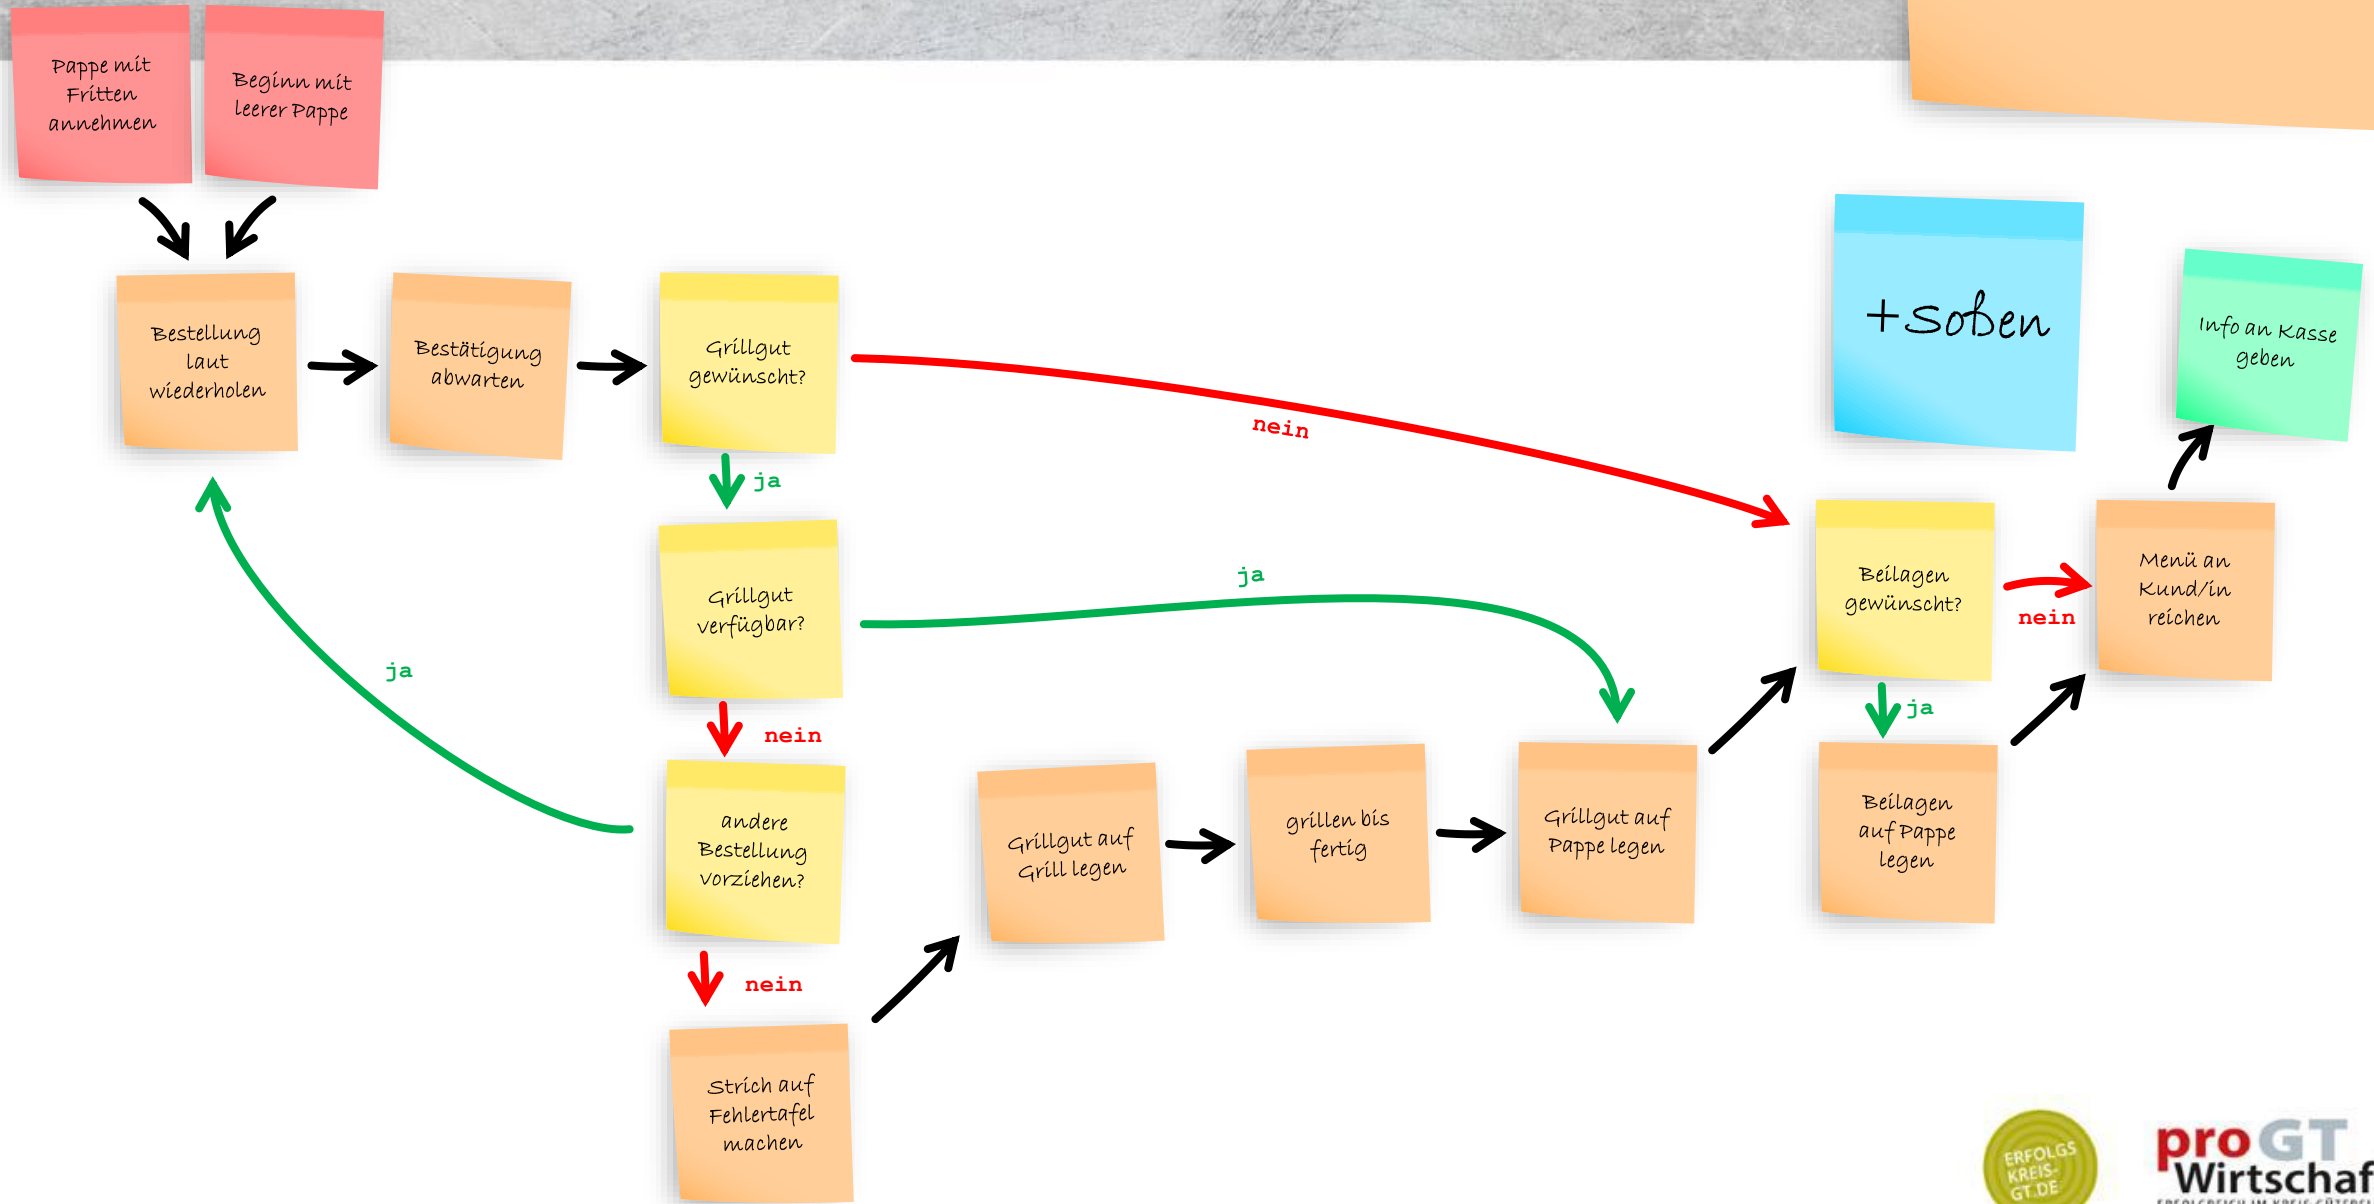 Pappe mit
Fritten
annehmen
Beginn mit
leerer Pappe
Bestellung
laut
wiederholen
Bestätigung
abwarten
Grillgut
gewünscht?
nein
+Soßen
Info an Kasse
geben
ja
Grillgut
verfügbar?
ja
Beilagen
gewünscht?
nein
Menü an
Kund/in
reichen
ja
nein
ja
andere
Bestellung
vorziehen?
Grillgut auf
Grill legen
grillen bis
fertig
Grillgut auf
Pappe legen
Beilagen
auf Pappe
legen
nein
Strich auf
Fehlertafel
machen
ERFOLGS
KREIS-
GT.DE
pro GT
Wirtschaf
ERFOLGREICH IM KREIS